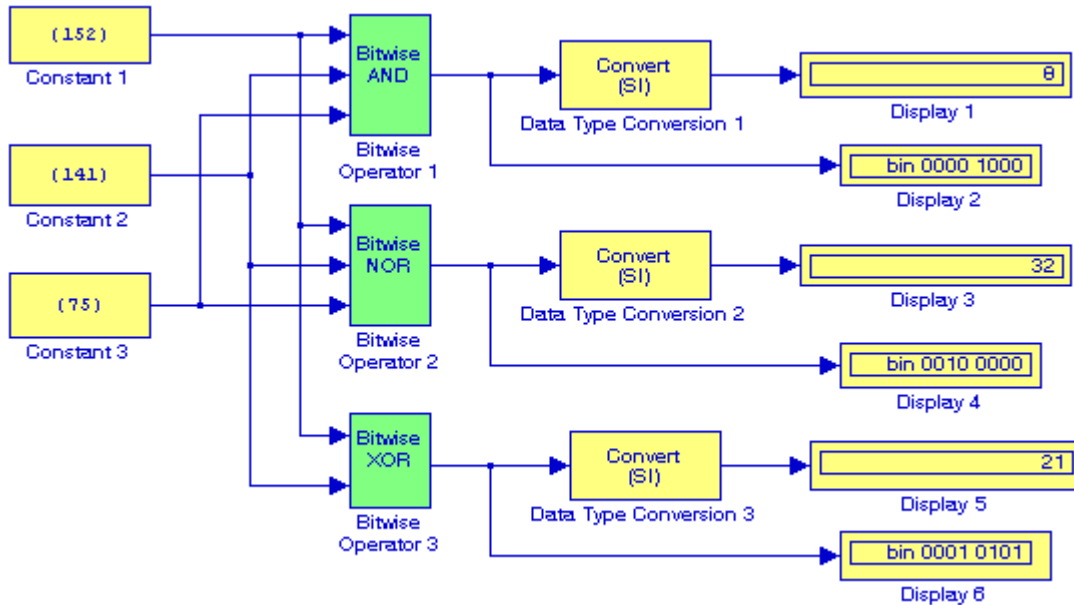 (152)
Constant 1
(141)
Constant 2
(75)
Constant 3
Bitwise
AND
Bitwise
Operator 1
Convert
(SI)
Data Type Conversion 1
8
Display 1
bin 0000 1000
Display 2
Bitwise
NOR
Bitwise
Operator 2
Convert
(SI)
Data Type Conversion 2
32
Display 3
bin 0010 0000
Display 4
Bitwise
XOR
Bitwise
Operator 3
Convert
(SI)
Data Type Conversion 3
21
Display 5
bin 0001 0101
Display 6